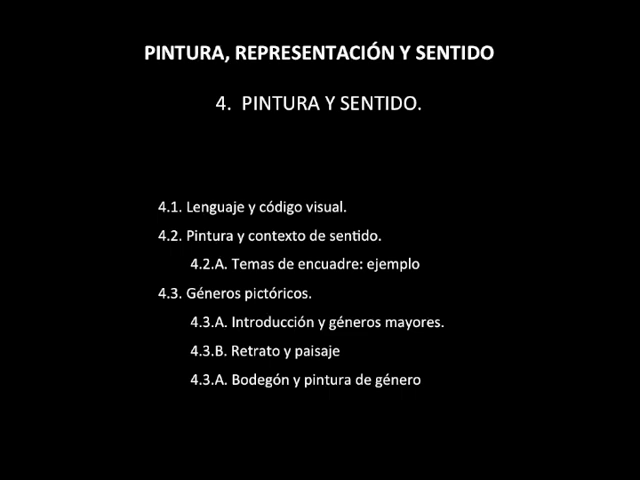 PINTURA, REPRESENTACIÓN Y SENTIDO
4. PINTURA Y SENTIDO.
4.1. Lenguaje y código visual.
4.2. Pintura y contexto de sentido.
4.2.A. Temas de encuadre: ejemplo
4.3. Géneros pictóricos.
4.3.A. Introducción y géneros mayores.
4.3.B. Retrato y paisaje
4.3.A. Bodegón y pintura de género